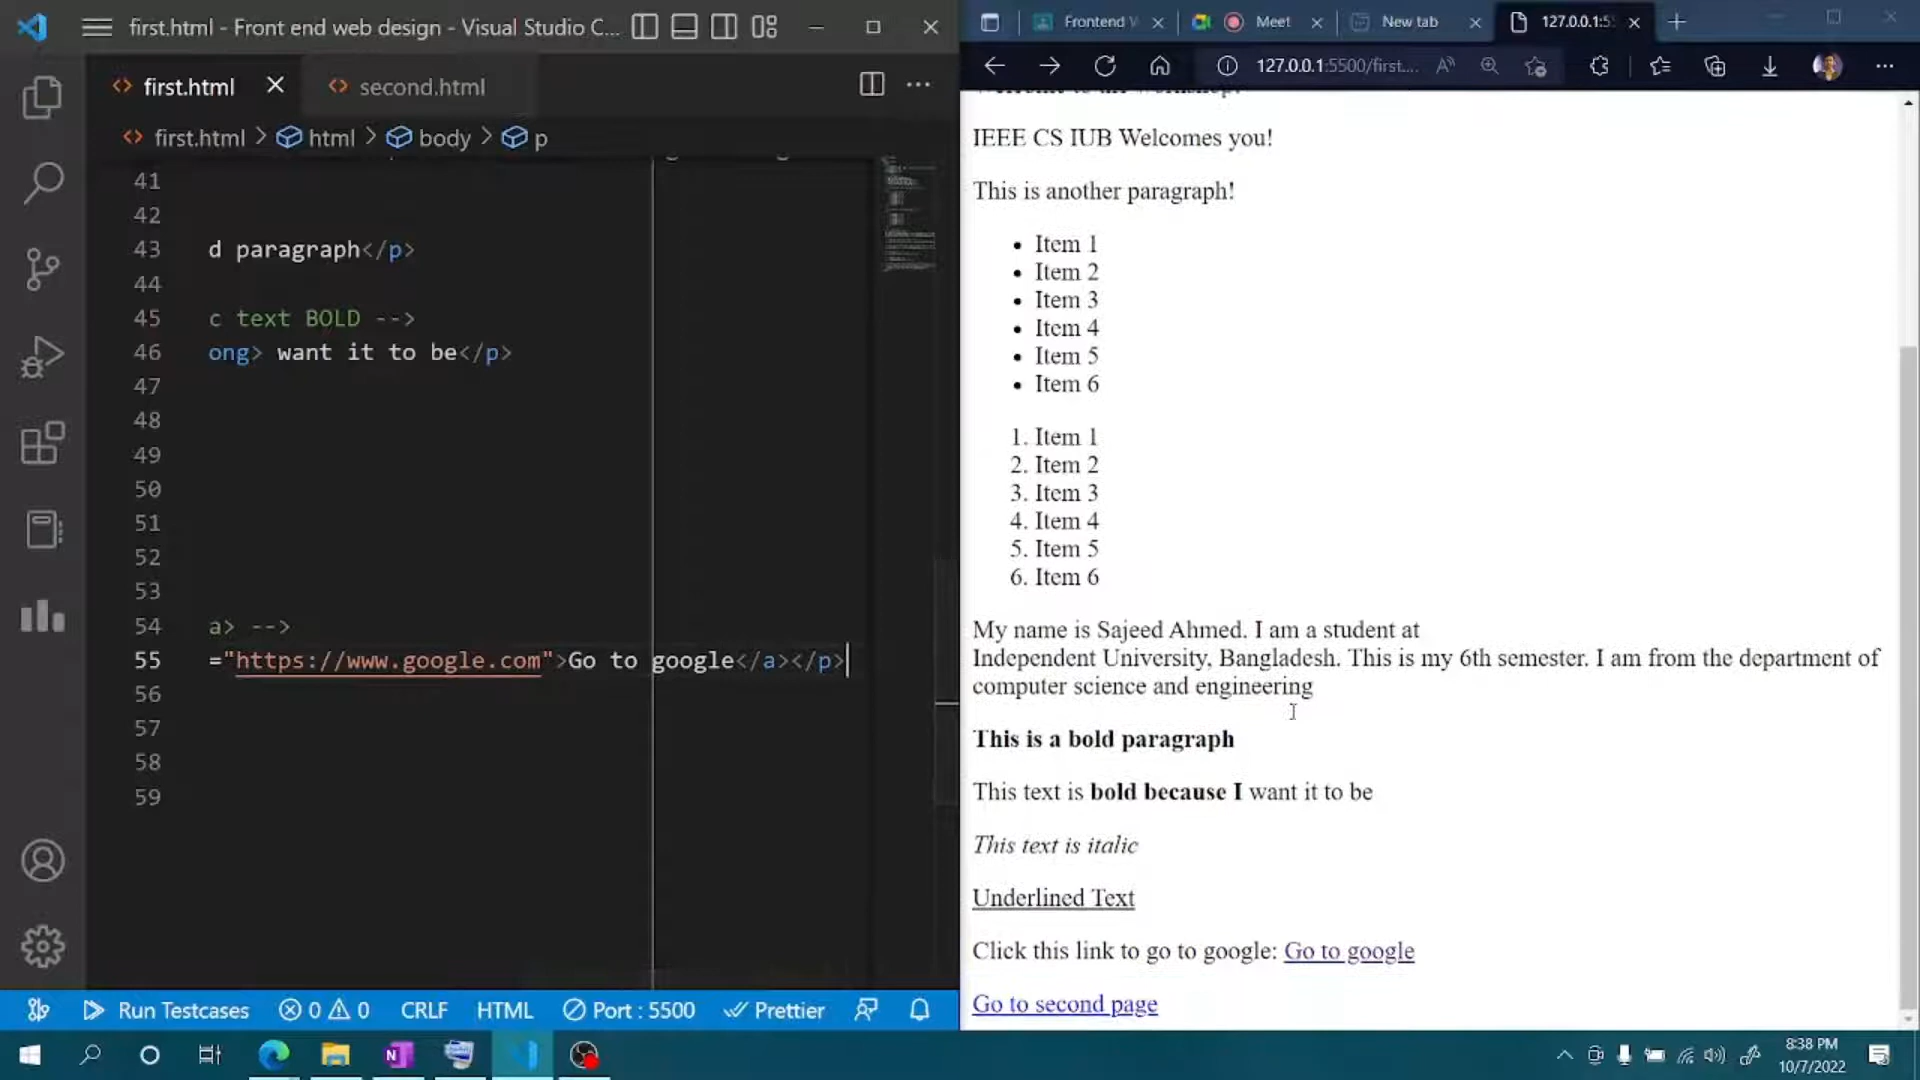 first.html - Front end web design - Visual Studio C...
first.html
second.html
first.html > html > body > p
41
42
43 d paragraph</p>
44
45 c text BOLD -->
46 ong> want it to be</p>
47
48
49
50
51
52
53
54 a> -->
55 ="https://www.google.com">Go to google</a></p>
56
57
58
59
Run Testcases
0 0
CRLF
HTML
Port : 5500
Prettier
Frontend
Meet
New tab
127.0.0.1:5
127.0.0.1:5500/first....
Welcome to the workshop!
IEEE CS IUB Welcomes you!
This is another paragraph!
• Item 1
• Item 2
• Item 3
• Item 4
• Item 5
• Item 6
1. Item 1
2. Item 2
3. Item 3
4. Item 4
5. Item 5
6. Item 6
My name is Sajeed Ahmed. I am a student at
Independent University, Bangladesh. This is my 6th semester. I am from the department of
computer science and engineering
This is a bold paragraph
This text is bold because I want it to be
This text is italic
Underlined Text
Click this link to go to google: Go to google
Go to second page
8:38 PM
10/7/2022